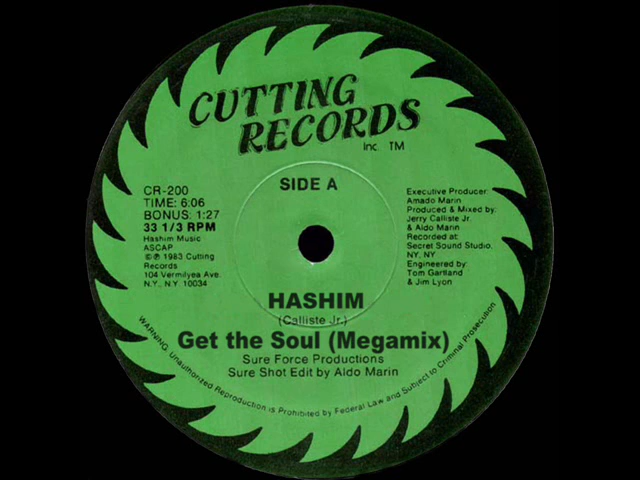 CUTTING
RECORDS
Inc. TM
SIDE A
CR-200
TIME: 6:06
BONUS: 1:27
33 1/3 RPM
Hashim Music
ASCAP
©℗ 1983 Cutting
Records
104 Vermilyea Ave.
N.Y., N.Y. 10034
Executive Producer:
Amado Marin
Produced & Mixed by:
Jerry Calliste Jr.
& Aldo Marin
Recorded at:
Secret Sound Studio,
NY, NY
Engineered by:
Tom Gartland
& Jim Lyon
HASHIM
(Calliste Jr.)
Get the Soul (Megamix)
Sure Force Productions
Sure Shot Edit by Aldo Marin
WARNING: Unauthorized Reproduction is Prohibited by Federal Law and Subject to Criminal Prosecution